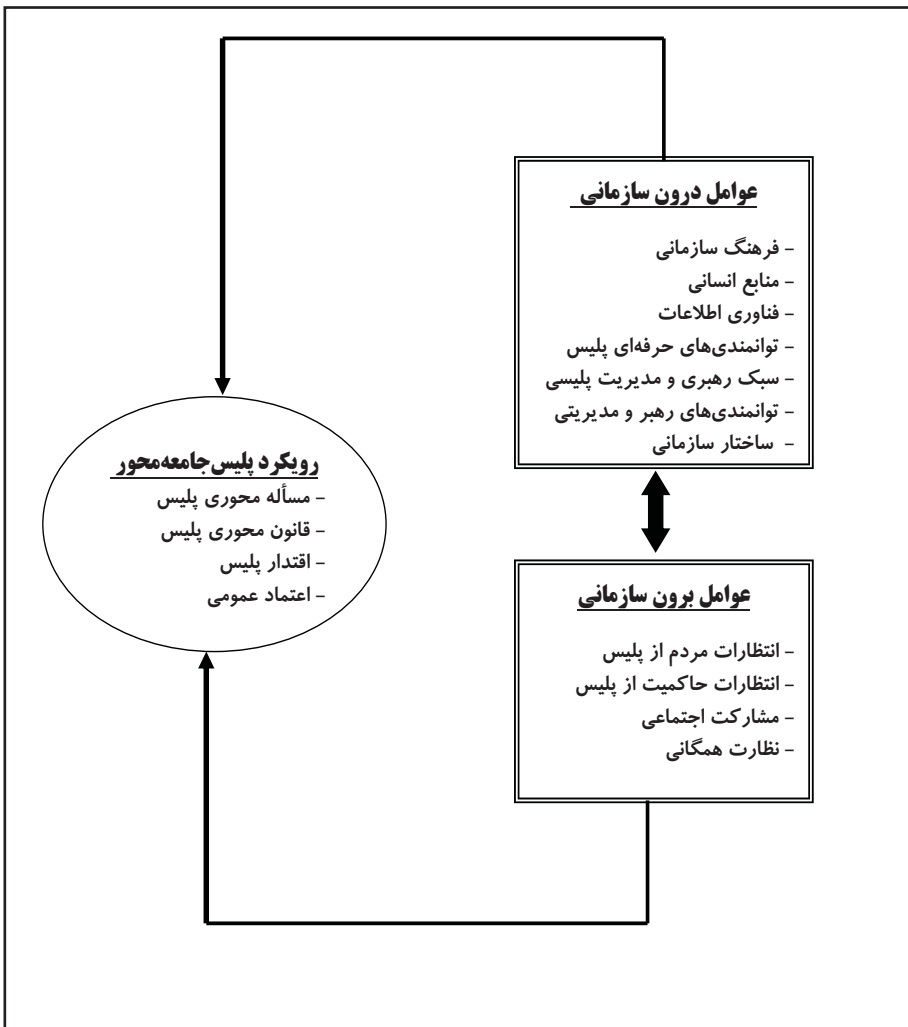 عوامل درون سازمانی
- فرهنگ سازمانی
- منابع انسانی
- فناوری اطلاعات
- توانمندی‌های حرفه‌ای پلیس
- سبک رهبری و مدیریت پلیسی
- توانمندی‌های رهبر و مدیریتی
- ساختار سازمانی
رویکرد پلیس جامعه‌محور
- مسأله محوری پلیس
- قانون محوری پلیس
- اقتدار پلیس
- اعتماد عمومی
عوامل برون سازمانی
- انتظارات مردم از پلیس
- انتظارات حاکمیت از پلیس
- مشارکت اجتماعی
- نظارت همگانی